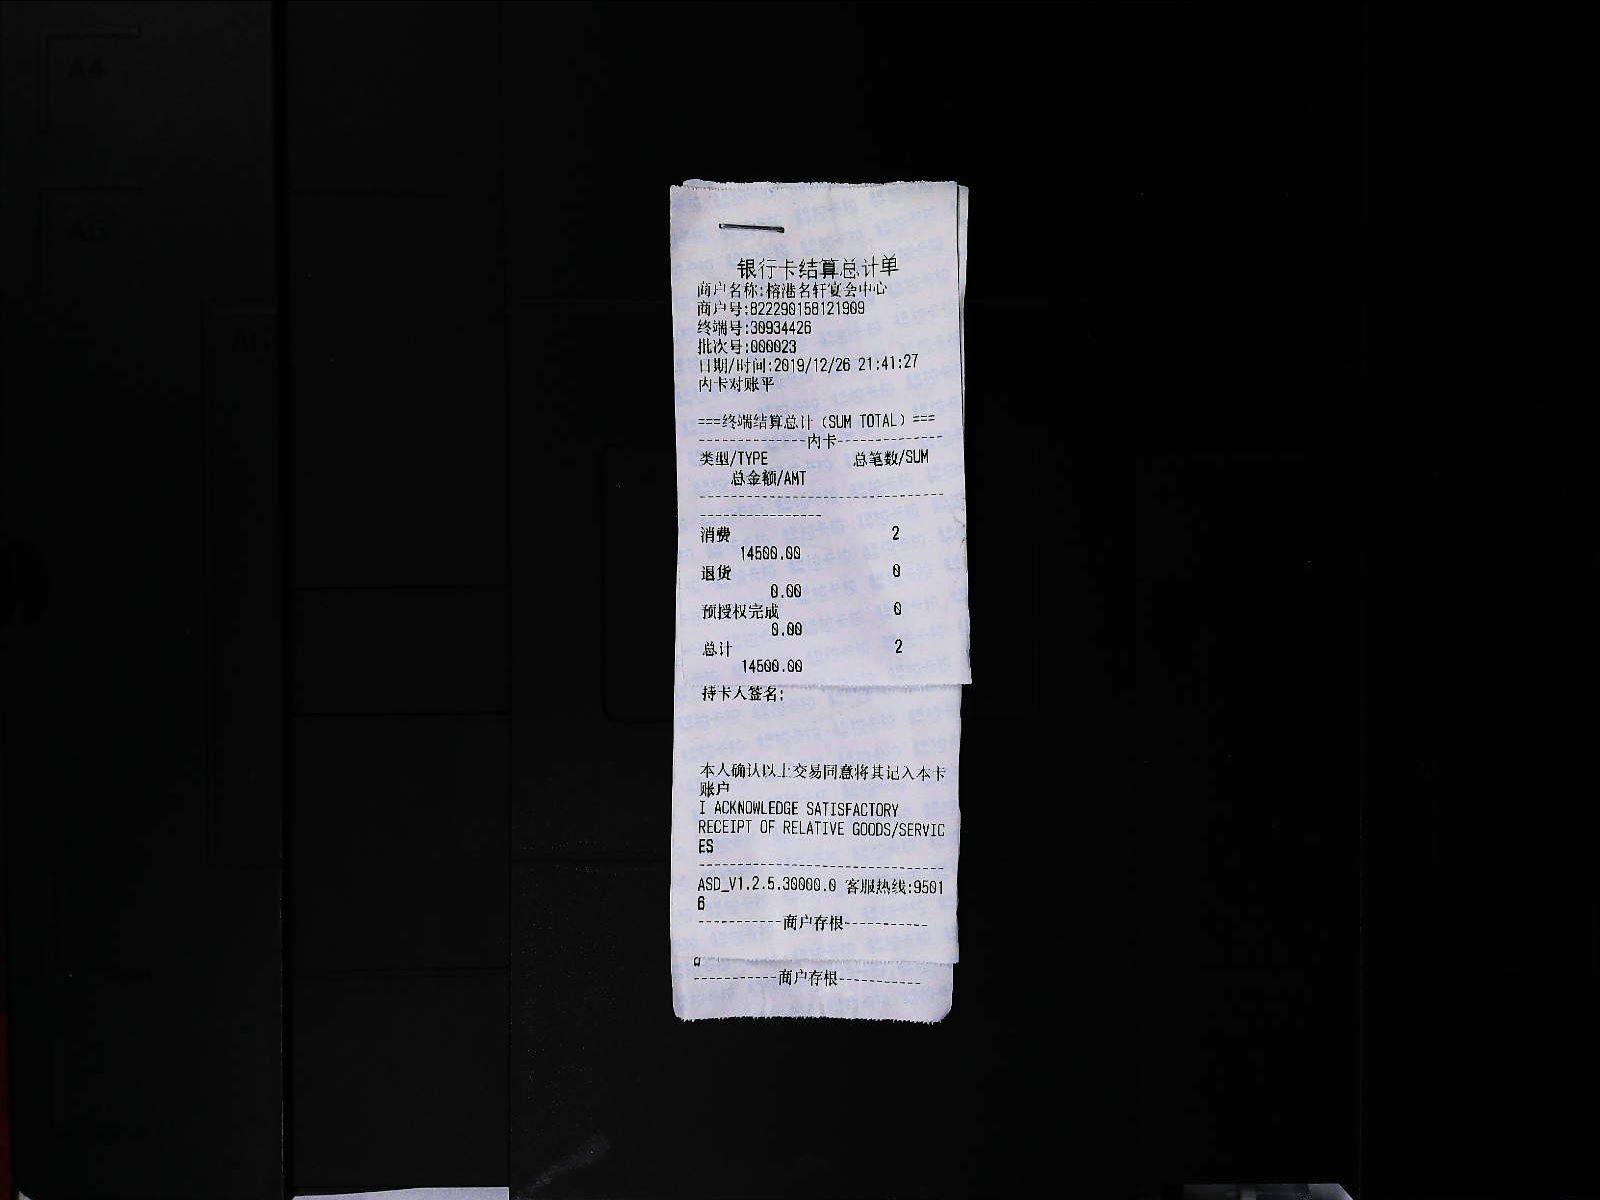 A4
A5
银行卡结算总计单
商户名称:榕港名轩宴会中心
商户号:822290158121909
终端号:30934426
批次号:000023
日期/时间:2019/12/26 21:41:27
内卡对账平
===终端结算总计（SUM TOTAL）===
----------------内卡----------------
类型/TYPE 总笔数/SUM
总金额/AMT
消费 2
14500.00
退货 0
0.00
预授权完成 0
0.00
总计 2
14500.00
持卡人签名:
本人确认以上交易同意将其记入本卡
账户
I ACKNOWLEDGE SATISFACTORY
RECEIPT OF RELATIVE GOODS/SERVIC
ES
ASD_V1.2.5.30000.0 客服热线:9501
6
-----------商户存根-----------
-----------商户存根-----------